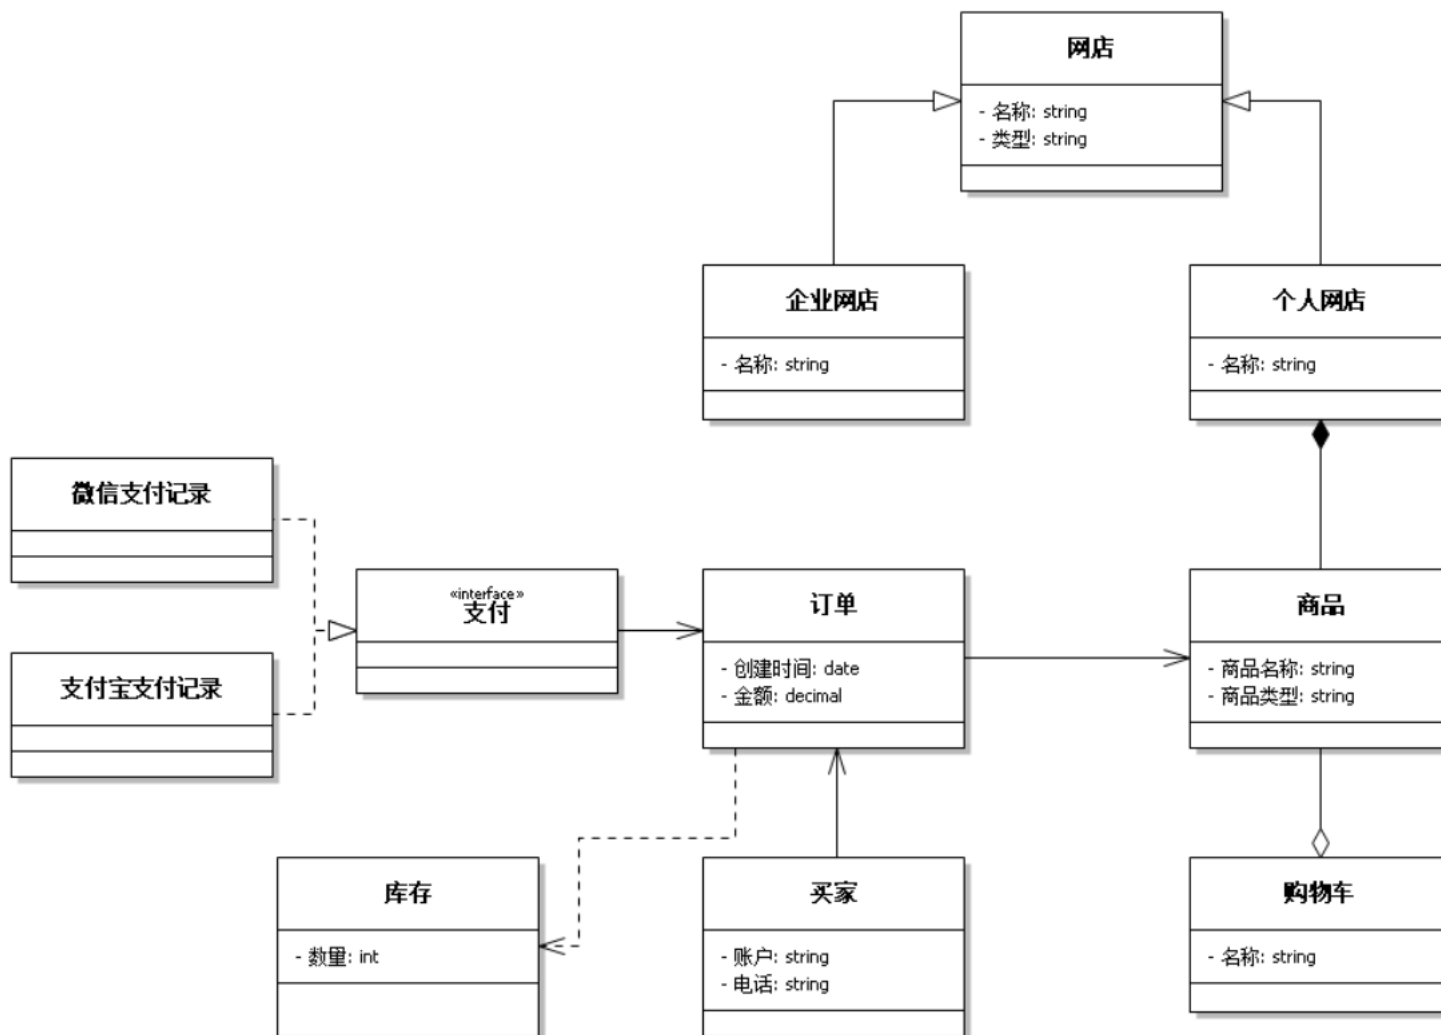 网店
- 名称: string
- 类型: string
企业网店
- 名称: string
个人网店
- 名称: string
微信支付记录
支付宝支付记录
«interface»
支付
订单
- 创建时间: date
- 金额: decimal
商品
- 商品名称: string
- 商品类型: string
库存
- 数量: int
买家
- 账户: string
- 电话: string
购物车
- 名称: string